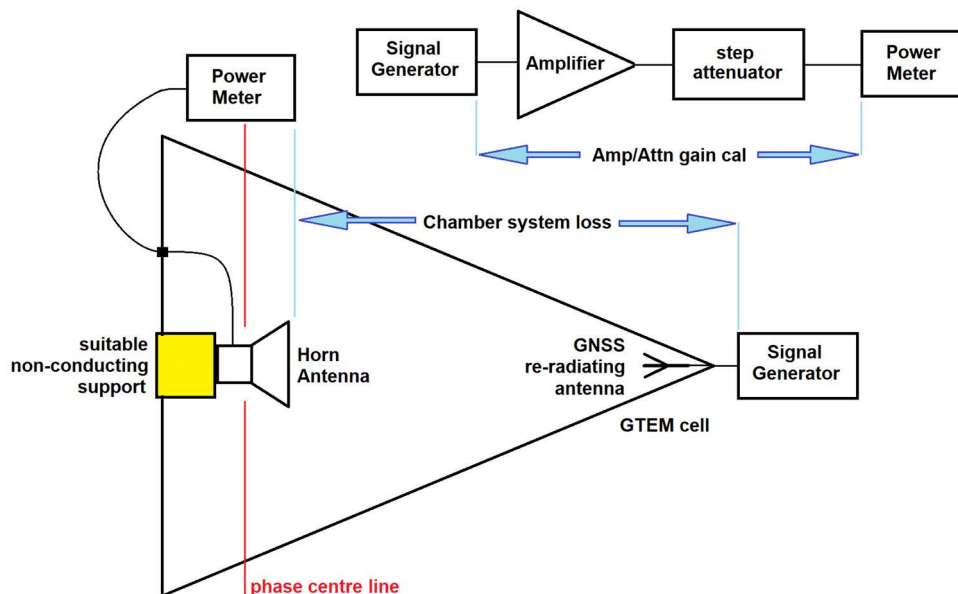 Signal
Generator
Amplifier
step
attuator
Power
Meter
Amp/Attn gain cal
Power
Meter
Chamber system loss
suitable
non-conducting
support
Horn
Antenna
GNSS
re-radiating
antenna
Signal
Generator
GTEM cell
phase centre line